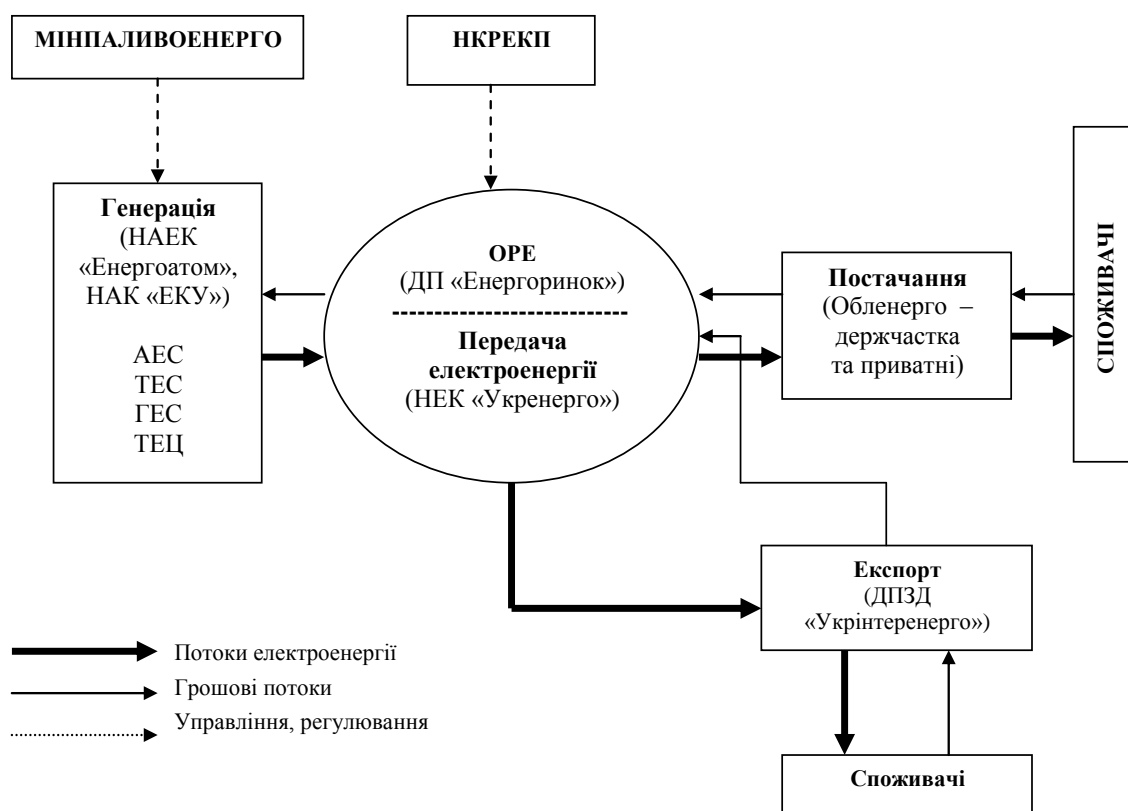 МІНПАЛИВОЕНЕРГО
НКРЕКП
Генерація
(НАЕК
«Енергоатом»,
НАК «ЕКУ»)
АЕС
ТЕС
ГЕС
ТЕЦ
ОРЕ
(ДП «Енергоринок»)
Передача
електроенергії
(НЕК «Укренерго»)
Постачання
(Обленерго –
держчастка
та приватні)
СПОЖИВАЧІ
Експорт
(ДПЗД
«Укрінтеренерго»)
Споживачі
Потоки електроенергії
Грошові потоки
Управління, регулювання